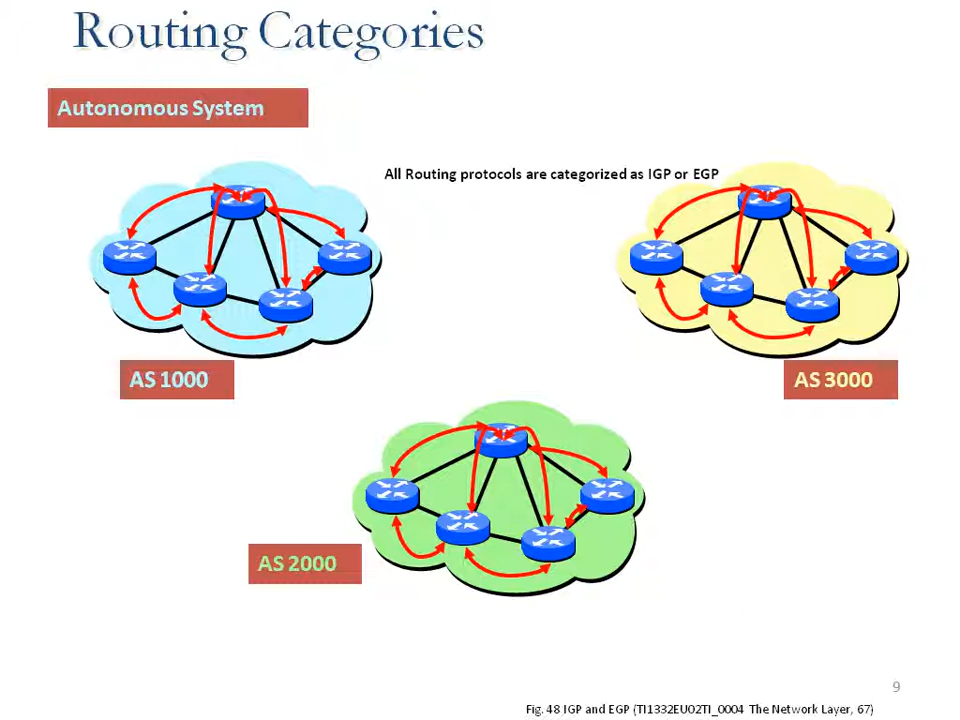 Routing Categories
Autonomous System
All Routing protocols are categorized as IGP or EGP
AS 1000
AS 3000
AS 2000
9
Fig. 48 IGP and EGP (TI1332EU02TI_0004 The Network Layer, 67)